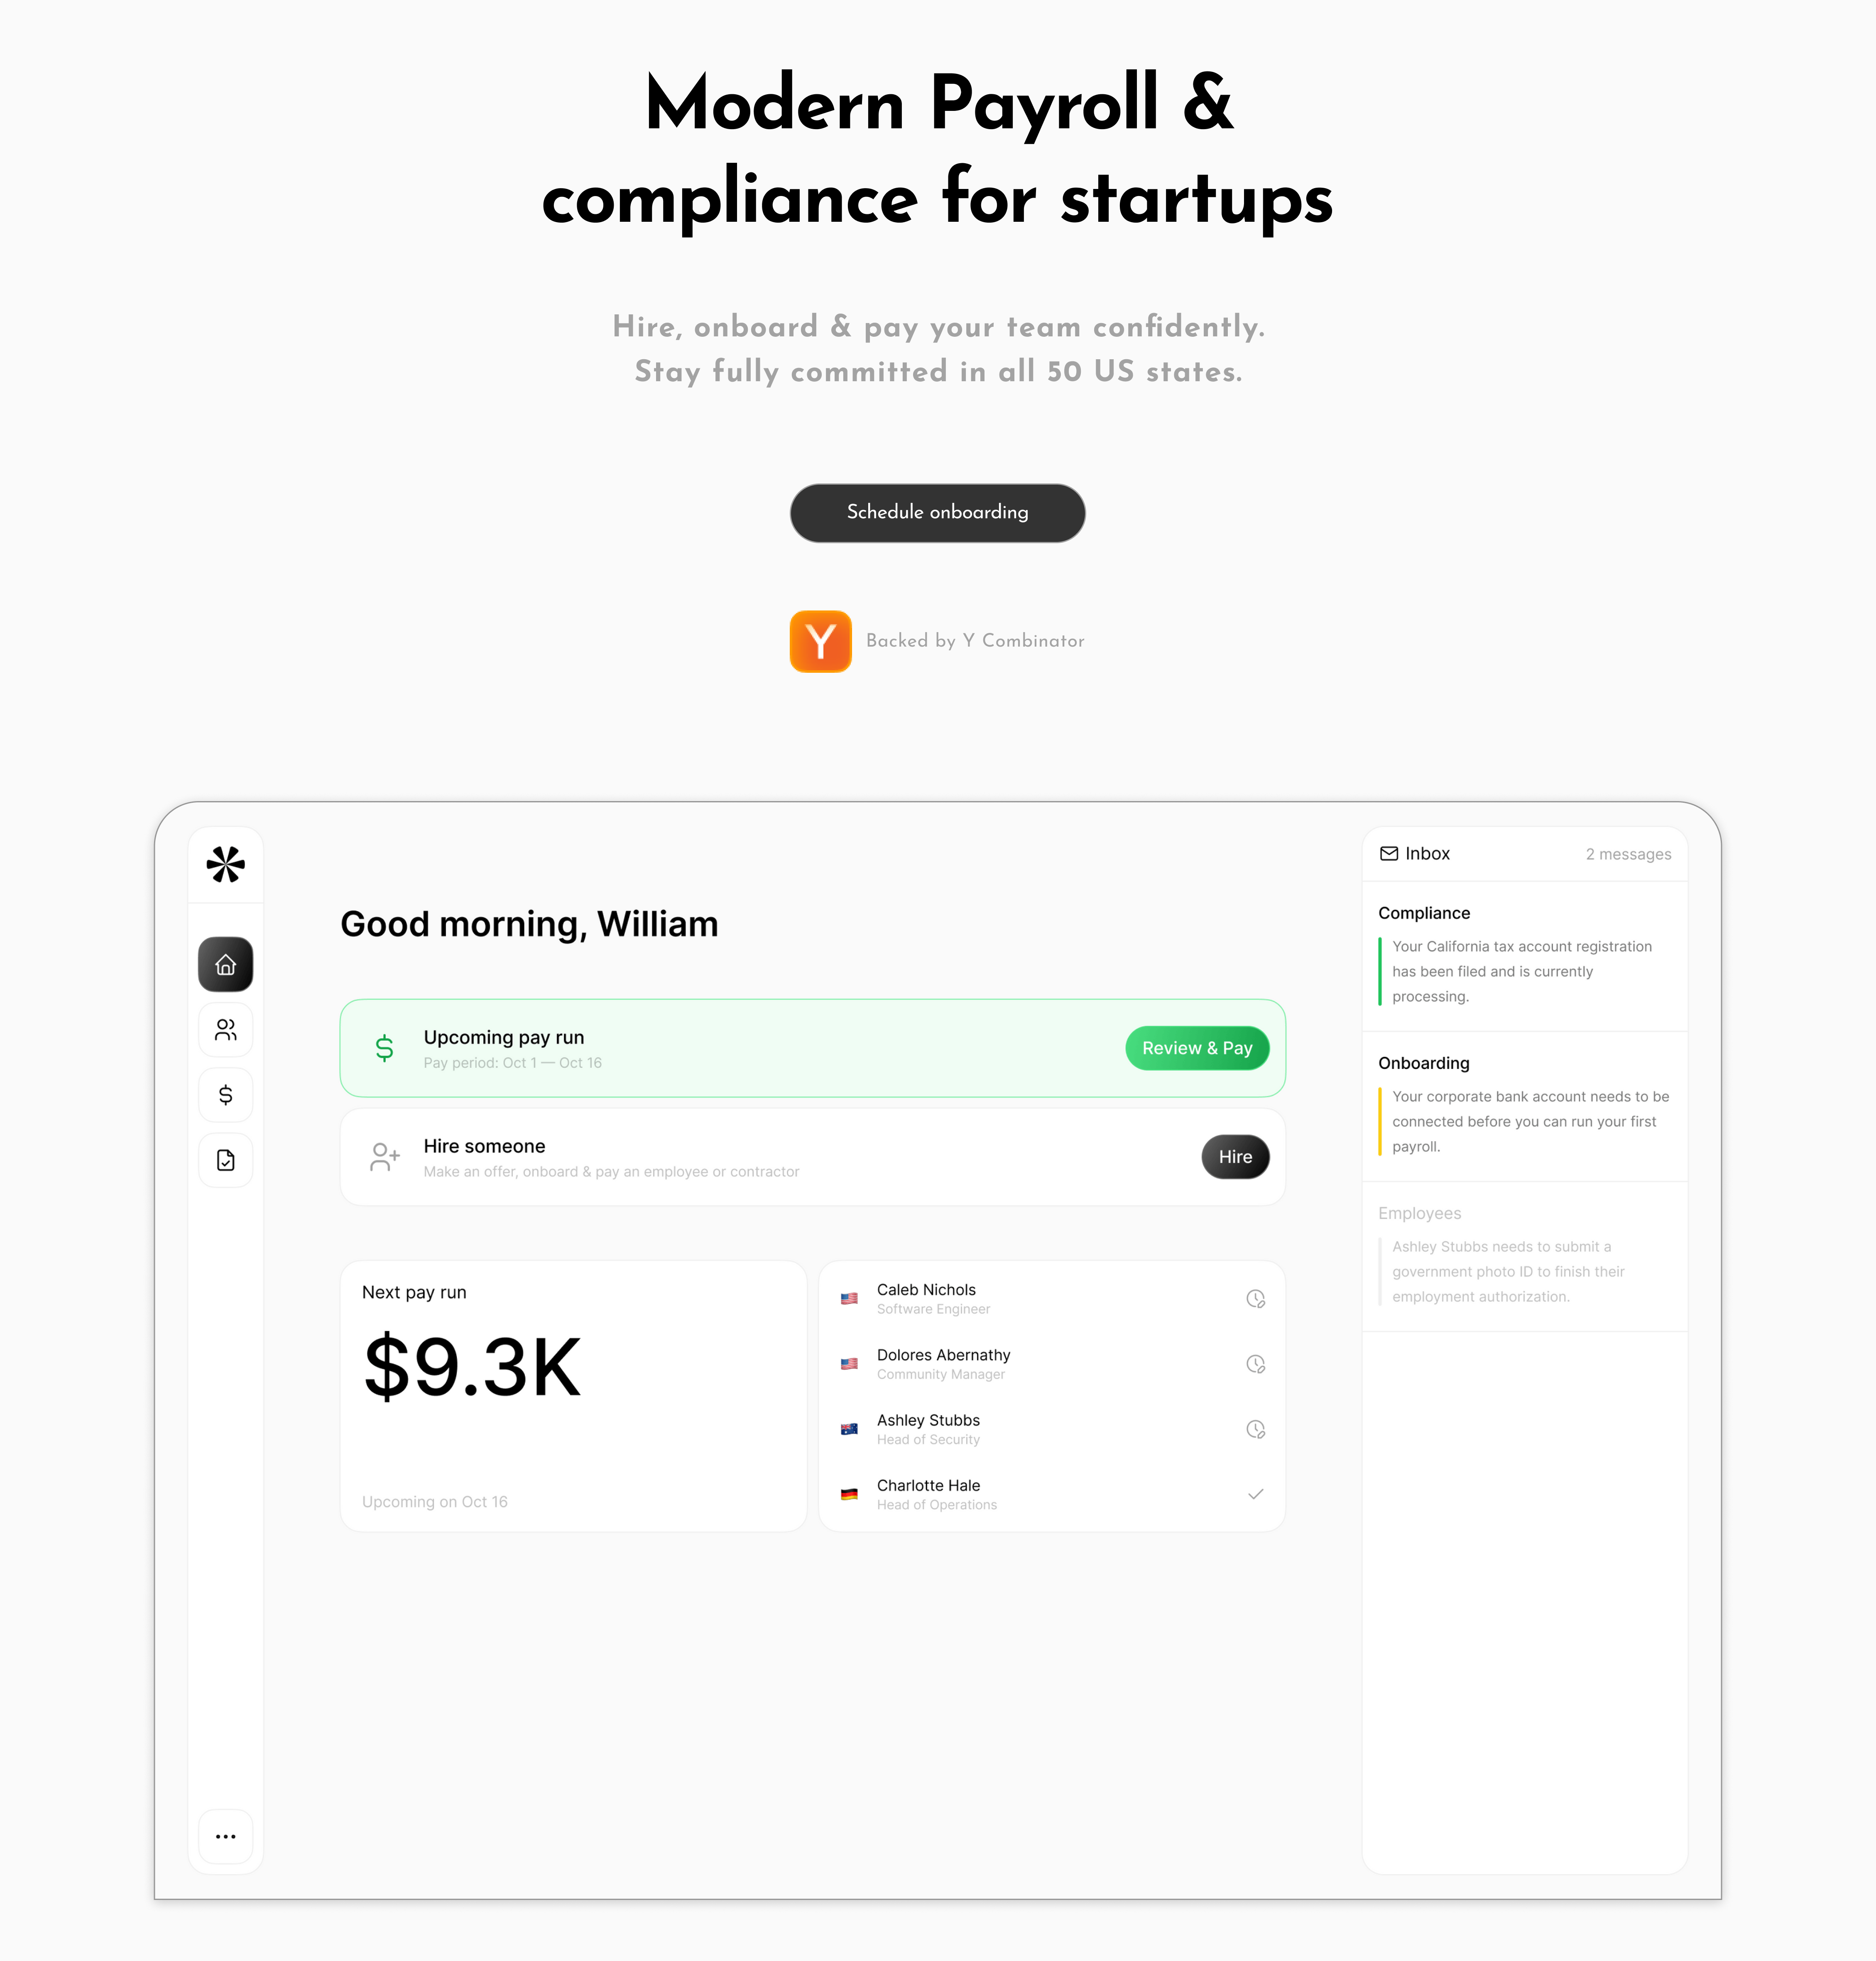 Modern Payroll &
compliance for startups
Hire, onboard & pay your team confidently.
Stay fully committed in all 50 US states.
Schedule onboarding
Y
Backed by Y Combinator
Good morning, William
Upcoming pay run
Pay period: Oct 1 — Oct 16
Review & Pay
Hire someone
Make an offer, onboard & pay an employee or contractor
Hire
Next pay run
$9.3K
Upcoming on Oct 16
Caleb Nichols
Software Engineer
Dolores Abernathy
Community Manager
Ashley Stubbs
Head of Security
Charlotte Hale
Head of Operations
Inbox
2 messages
Compliance
Your California tax account registration
has been filed and is currently
processing.
Onboarding
Your corporate bank account needs to be
connected before you can run your first
payroll.
Employees
Ashley Stubbs needs to submit a
government photo ID to finish their
employment authorization.